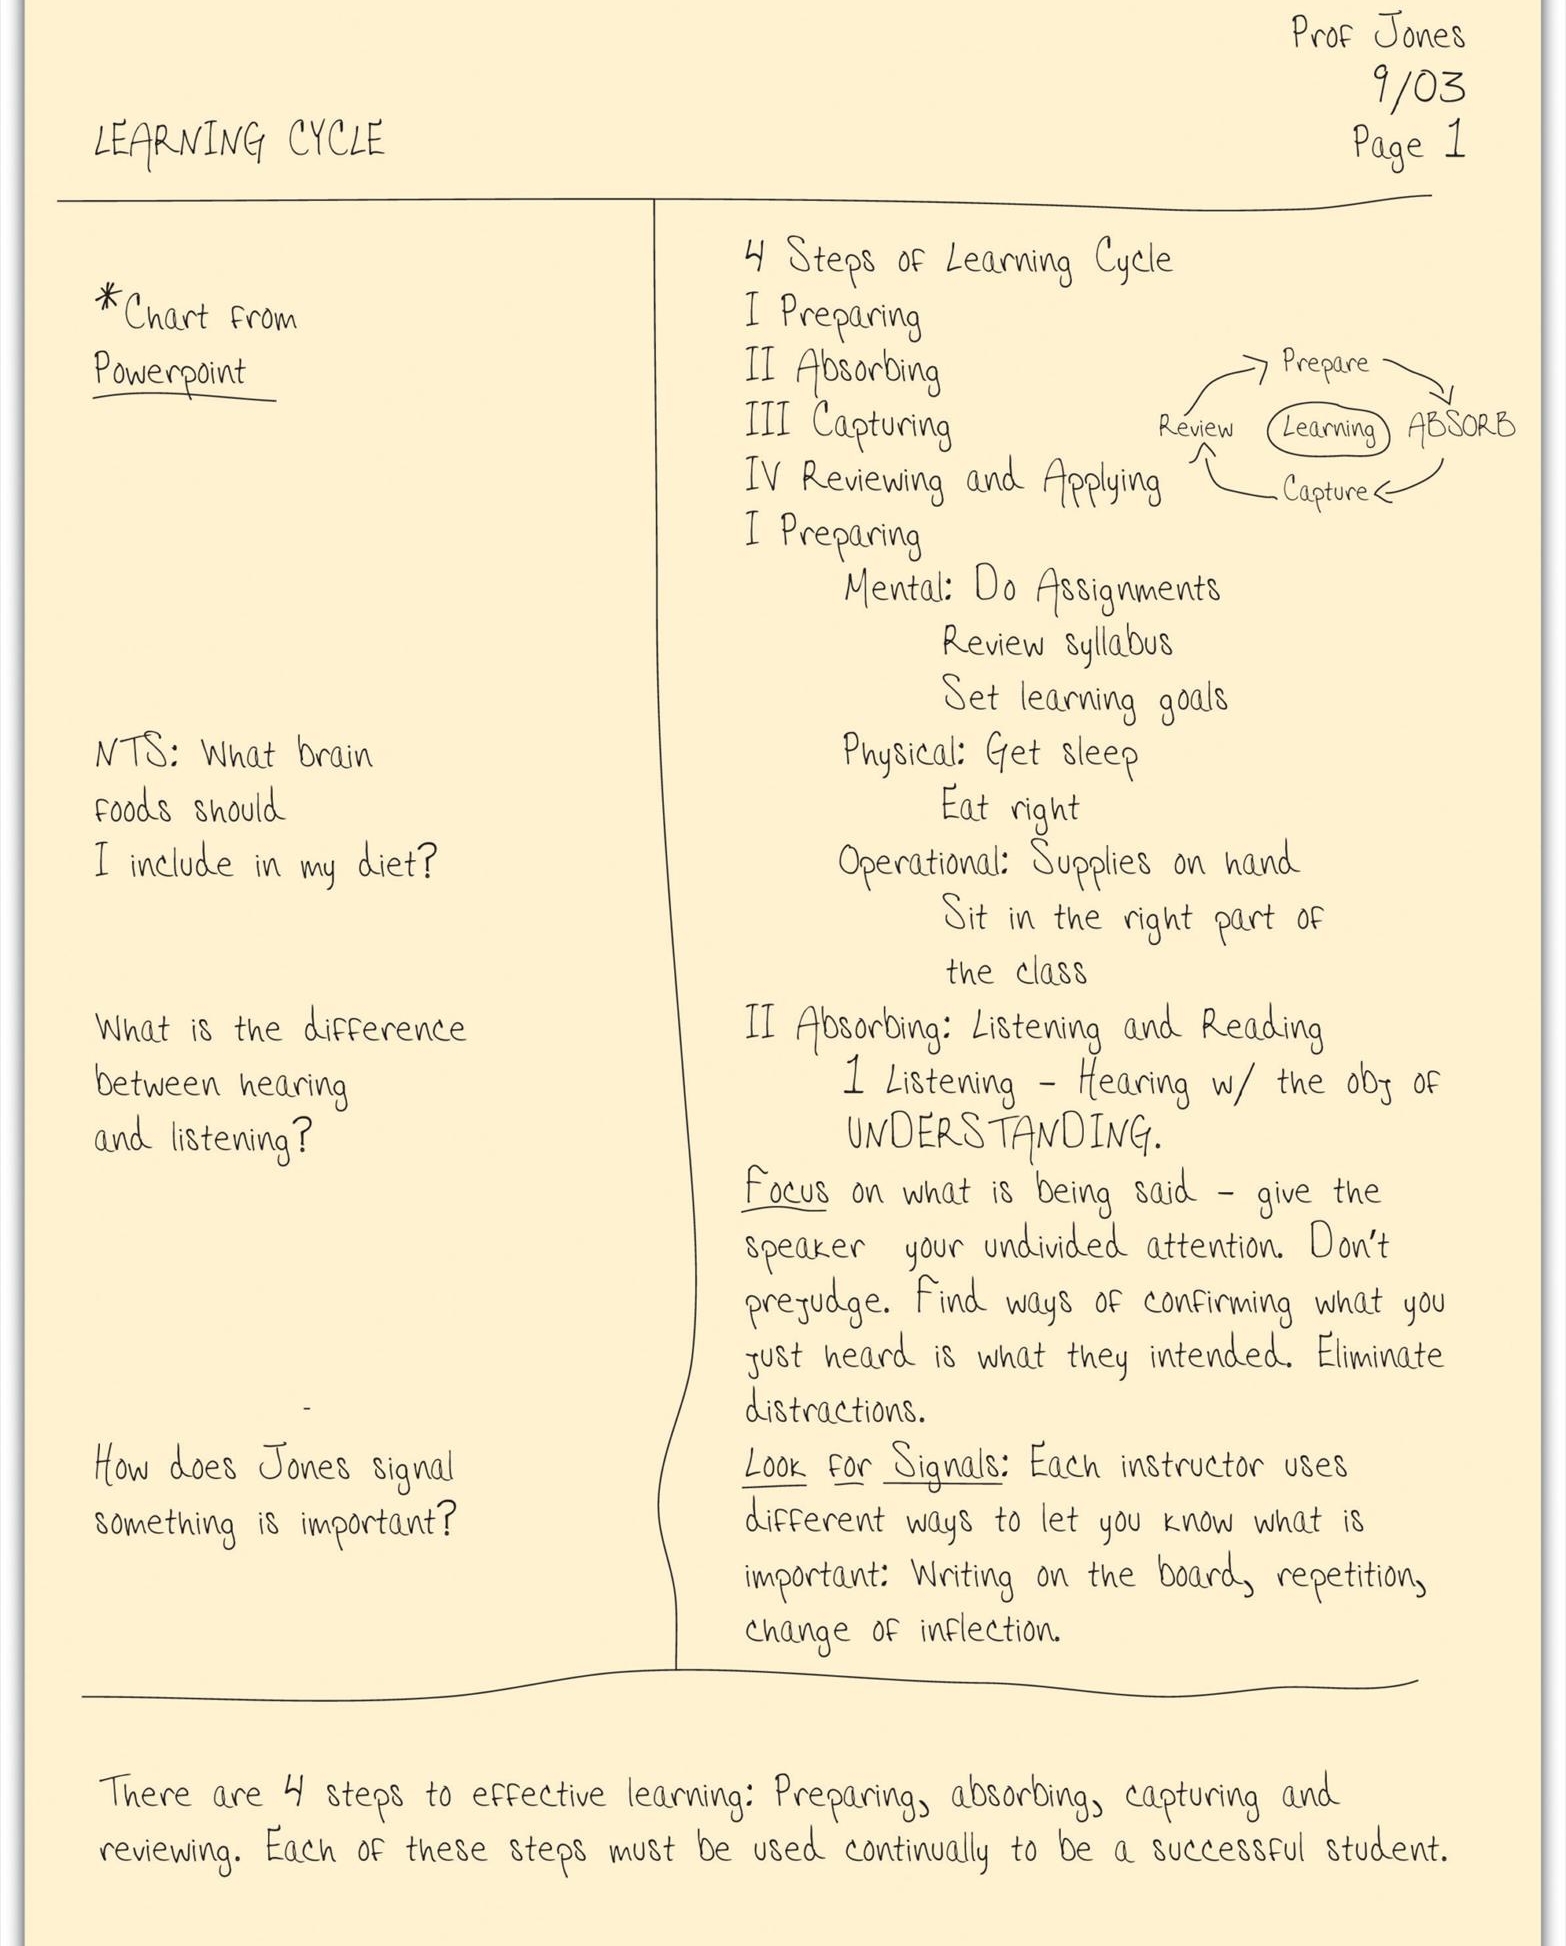 Prof Jones
9/03
LEARNING CYCLE
Page 1
*Chart from
Powerpoint
NTS: What brain
foods should
I include in my diet?
What is the difference
between hearing
and listening?
How does Jones signal
something is important?
4 Steps of Learning Cycle
I Preparing
II Absorbing
III Capturing
IV Reviewing and Applying
Prepare
Review
Learning
ABSORB
Capture
I Preparing
Mental: Do Assignments
Review syllabus
Set learning goals
Physical: Get sleep
Eat right
Operational: Supplies on hand
Sit in the right part of
the class
II Absorbing: Listening and Reading
1 Listening - Hearing w/ the obj of
UNDERSTANDING.
Focus on what is being said - give the
speaker your undivided attention. Don't
prejudge. Find ways of confirming what you
just heard is what they intended. Eliminate
distractions.
Look for Signals: Each instructor uses
different ways to let you know what is
important: Writing on the board, repetition,
change of inflection.
There are 4 steps to effective learning: Preparing, absorbing, capturing and
reviewing. Each of these steps must be used continually to be a successful student.